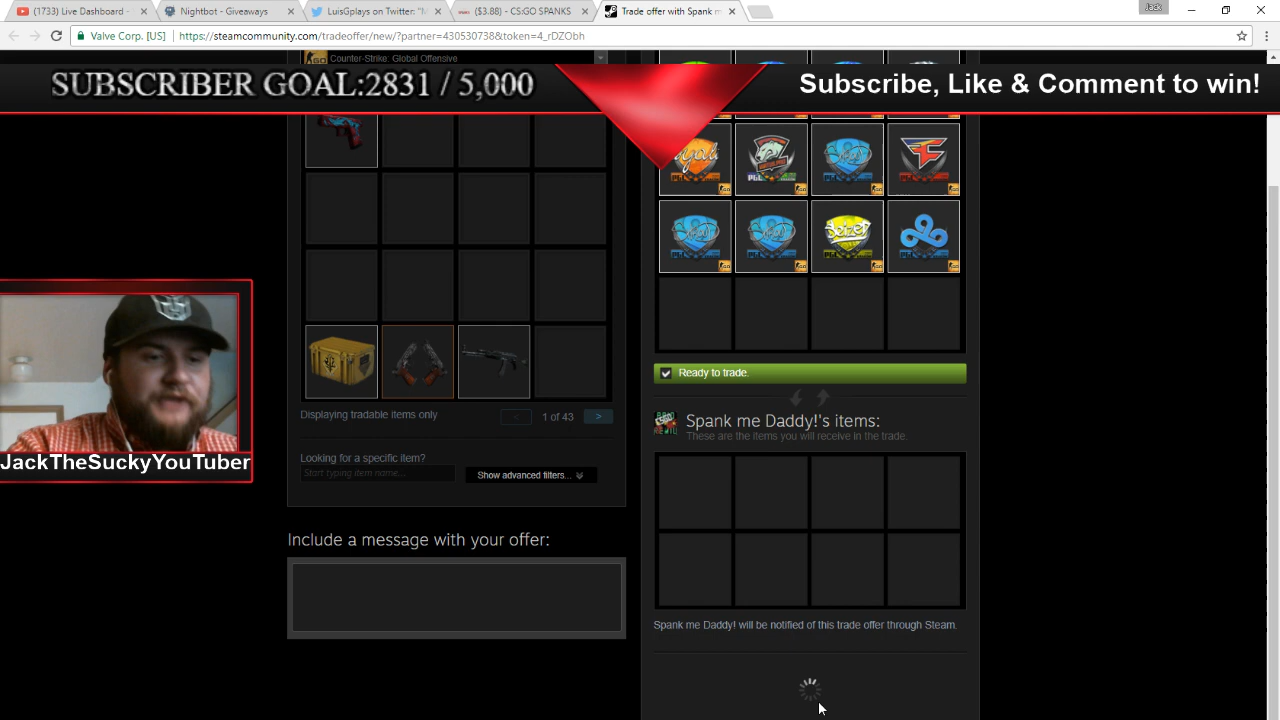 (1733) Live Dashboard -
Nightbot - Giveaways
LuisGplays on Twitter: "M
($3.88) - CS:GO SPANKS
Trade offer with Spank m
Jack
Valve Corp. [US]
https://steamcommunity.com/tradeoffer/new/?partner=430530738&token=4_rDZObh
Counter-Strike: Global Offensive
SUBSCRIBER GOAL:2831 / 5,000
Subscribe, Like & Comment to win!
Seizer
Ready to trade.
Spank me Daddy!'s items:
These are the items you will receive in the trade.
Displaying tradable items only
< 1 of 43 >
Looking for a specific item?
Start typing item name...
Show advanced filters...
JackTheSuckyYouTuber
Include a message with your offer:
Spank me Daddy! will be notified of this trade offer through Steam.